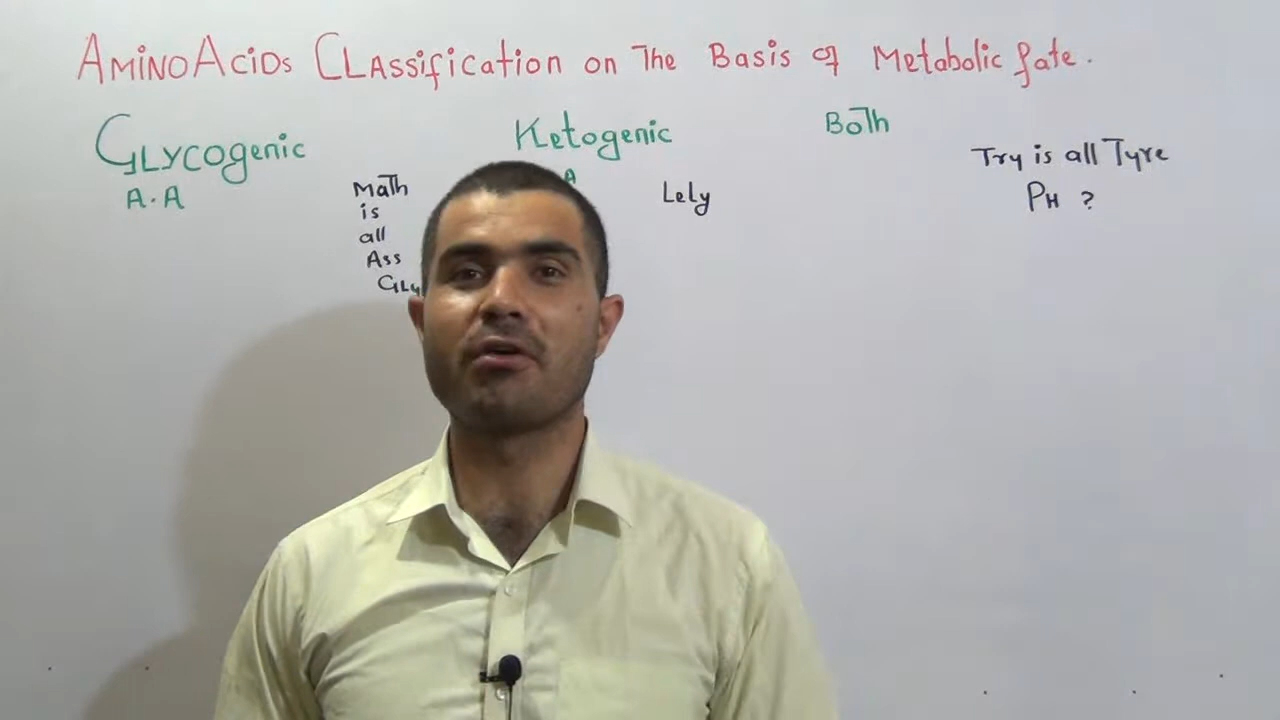 AMiNOAciDs CLAssification on The Basis of Metabolic fate.
GLYcogenic
A.A
Ketogenic
A
Both
Math
is
all
Ass
GLy
Lely
Try is all Tyre
PH ?